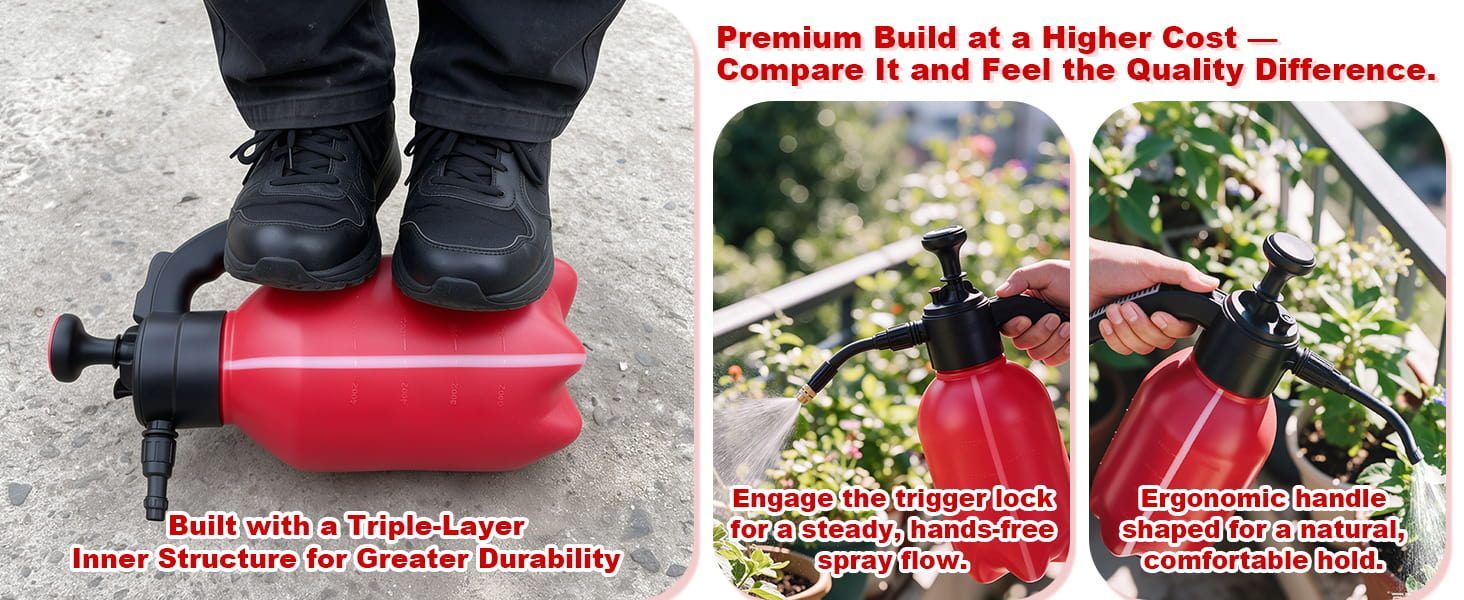 Premium Build at a Higher Cost —
Compare It and Feel the Quality Difference.
Built with a Triple-Layer
Inner Structure for Greater Durability
Engage the trigger lock
for a steady, hands-free
spray flow.
Ergonomic handle
shaped for a natural,
comfortable hold.